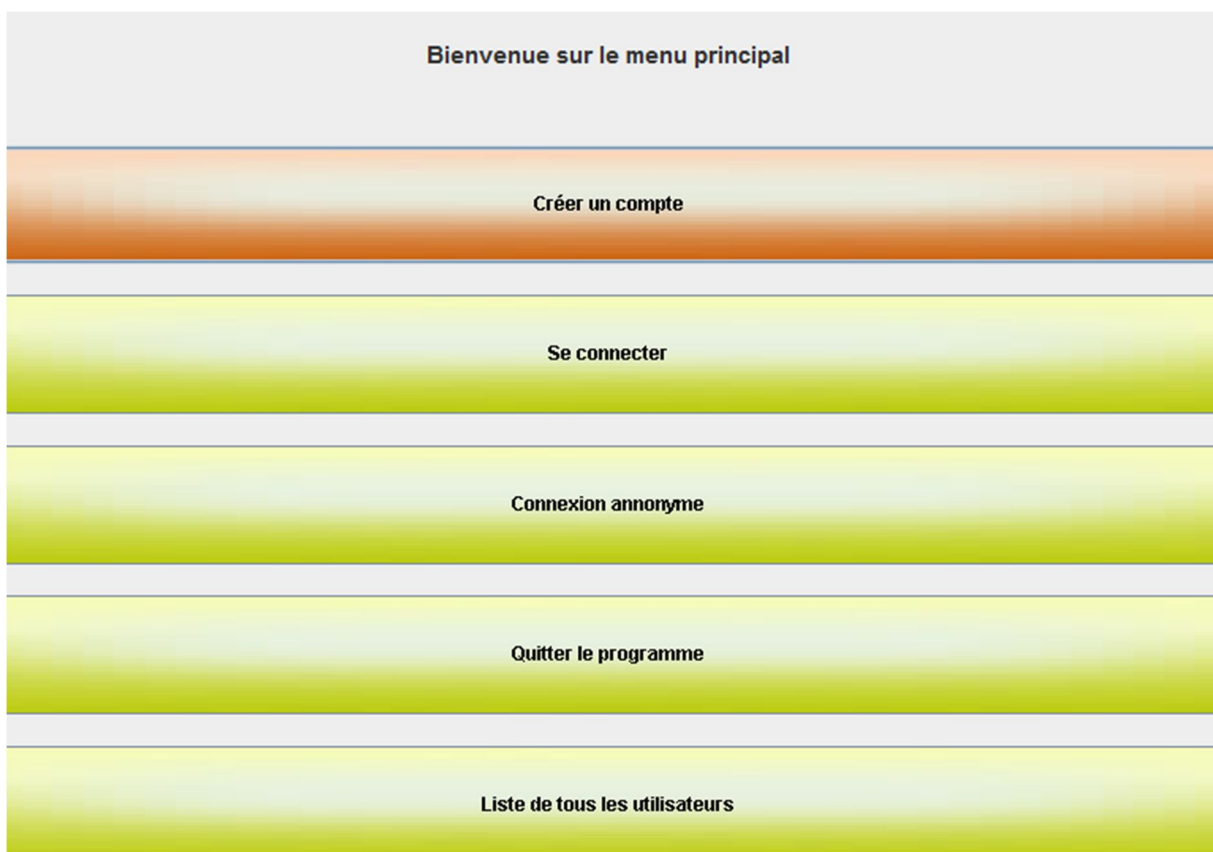 Bienvenue sur le menu principal
Créer un compte
Se connecter
Connexion annonyme
Quitter le programme
Liste de tous les utilisateurs